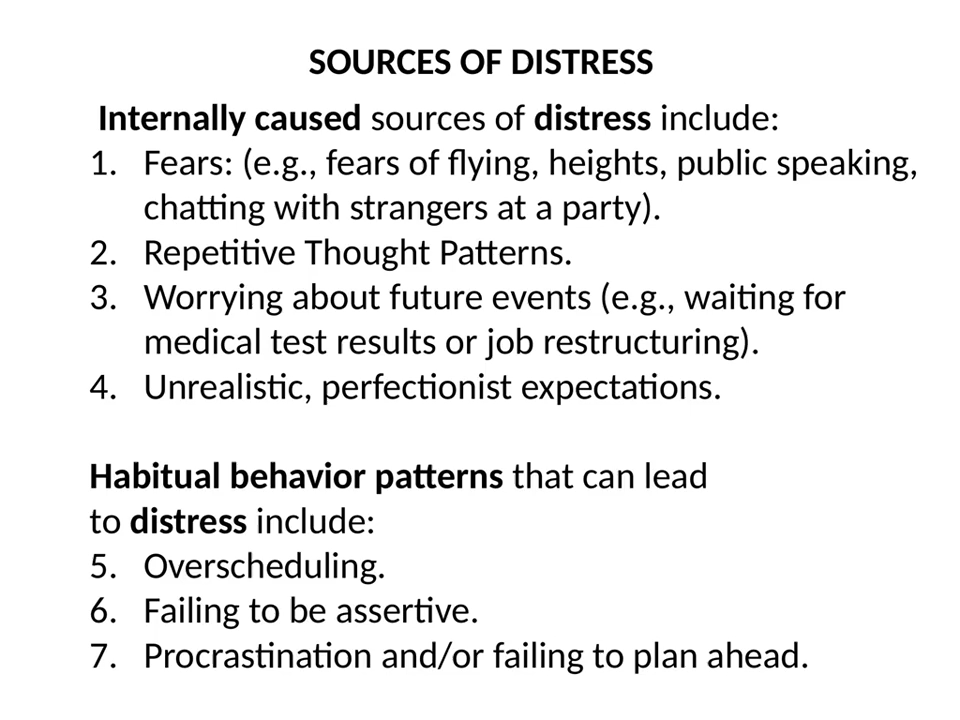 SOURCES OF DISTRESS
Internally caused sources of distress include:
1. Fears: (e.g., fears of flying, heights, public speaking,
chatting with strangers at a party).
2. Repetitive Thought Patterns.
3. Worrying about future events (e.g., waiting for
medical test results or job restructuring).
4. Unrealistic, perfectionist expectations.
Habitual behavior patterns that can lead
to distress include:
5. Overscheduling.
6. Failing to be assertive.
7. Procrastination and/or failing to plan ahead.